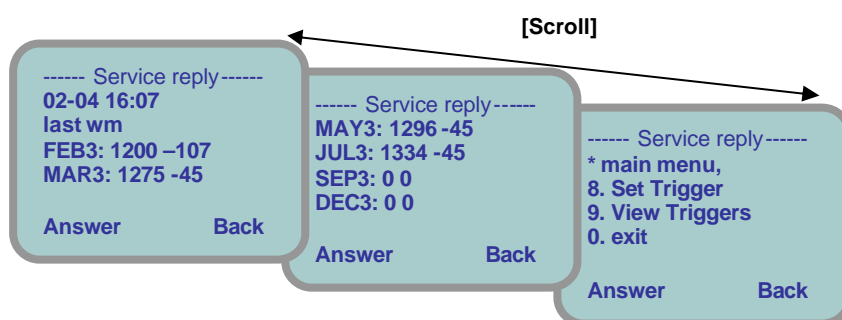 [Scroll]
------ Service reply------
02-04 16:07
last wm
FEB3: 1200 –107
MAR3: 1275 -45
Answer Back
------ Service reply------
MAY3: 1296 -45
JUL3: 1334 -45
SEP3: 0 0
DEC3: 0 0
Answer Back
------ Service reply------
* main menu,
8. Set Trigger
9. View Triggers
0. exit
Answer Back